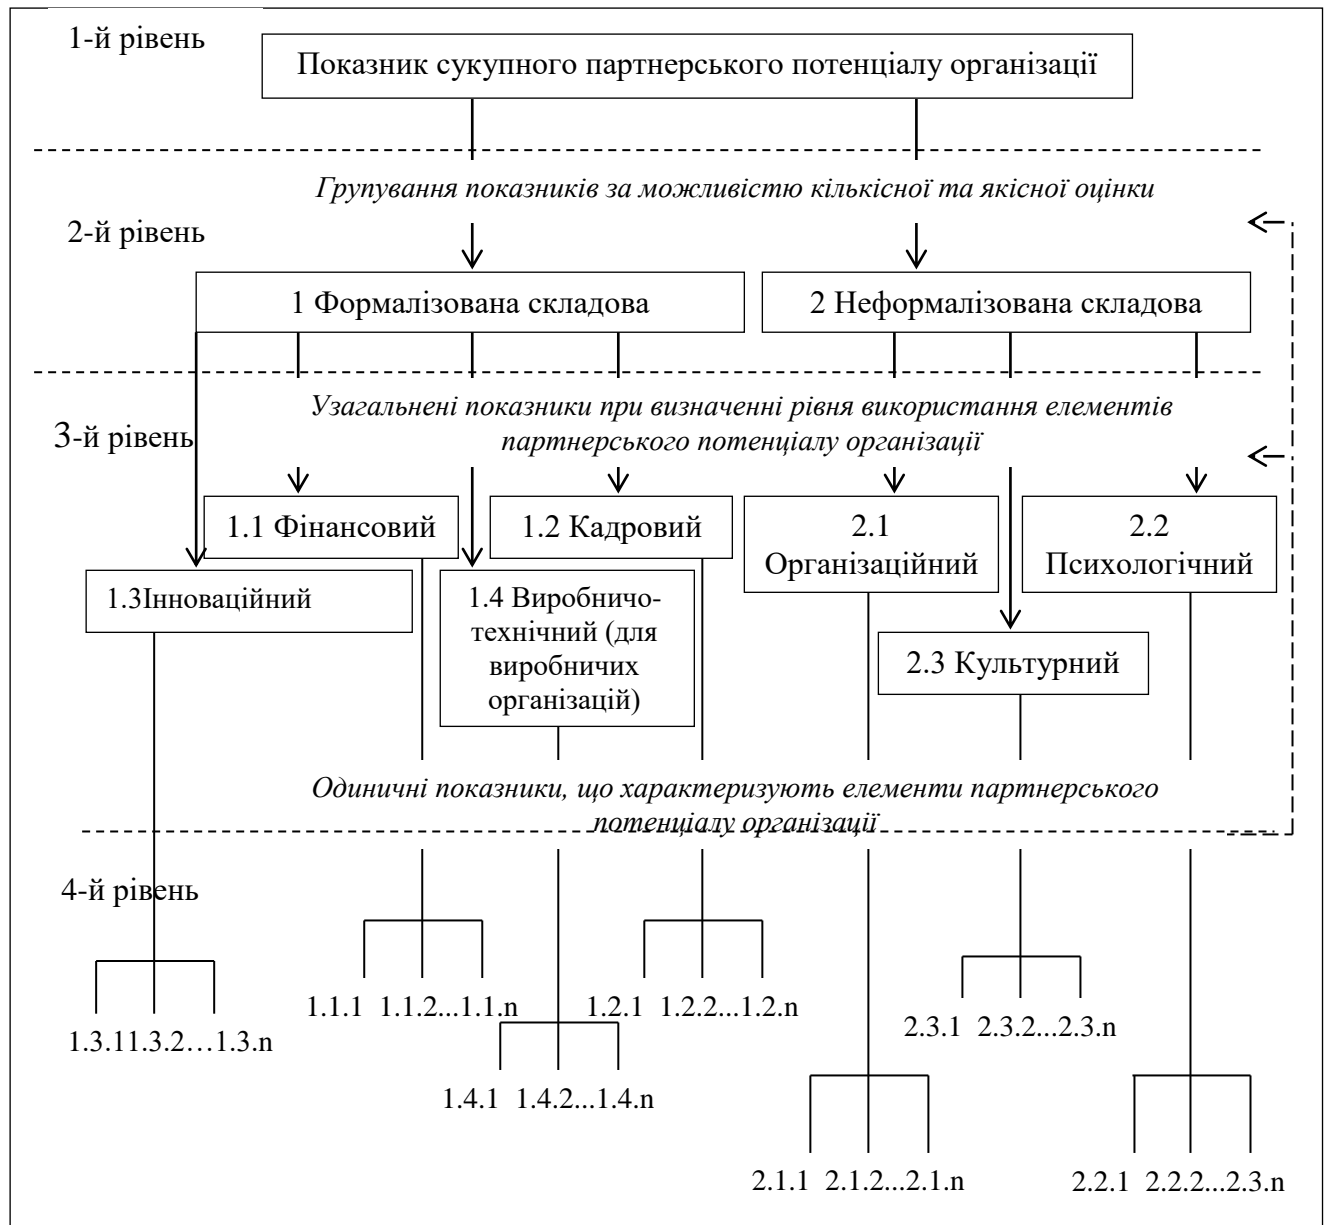 1-й рівень
Показник сукупного партнерського потенціалу організації
Групування показників за можливістю кількісної та якісної оцінки
2-й рівень
1 Формалізована складова
2 Неформалізована складова
Узагальнені показники при визначенні рівня використання елементів
партнерського потенціалу організації
3-й рівень
1.1 Фінансовий
1.2 Кадровий
2.1
Організаційний
2.2
Психологічний
1.3Інноваційний
1.4 Виробничо-
технічний (для
виробничих
організацій)
2.3 Культурний
Одиничні показники, що характеризують елементи партнерського
потенціалу організації
4-й рівень
1.1.1 1.1.2...1.1.n
1.2.1 1.2.2...1.2.n
2.3.1 2.3.2...2.3.n
1.3.11.3.2…1.3.n
1.4.1 1.4.2...1.4.n
2.1.1 2.1.2...2.1.n
2.2.1 2.2.2...2.3.n